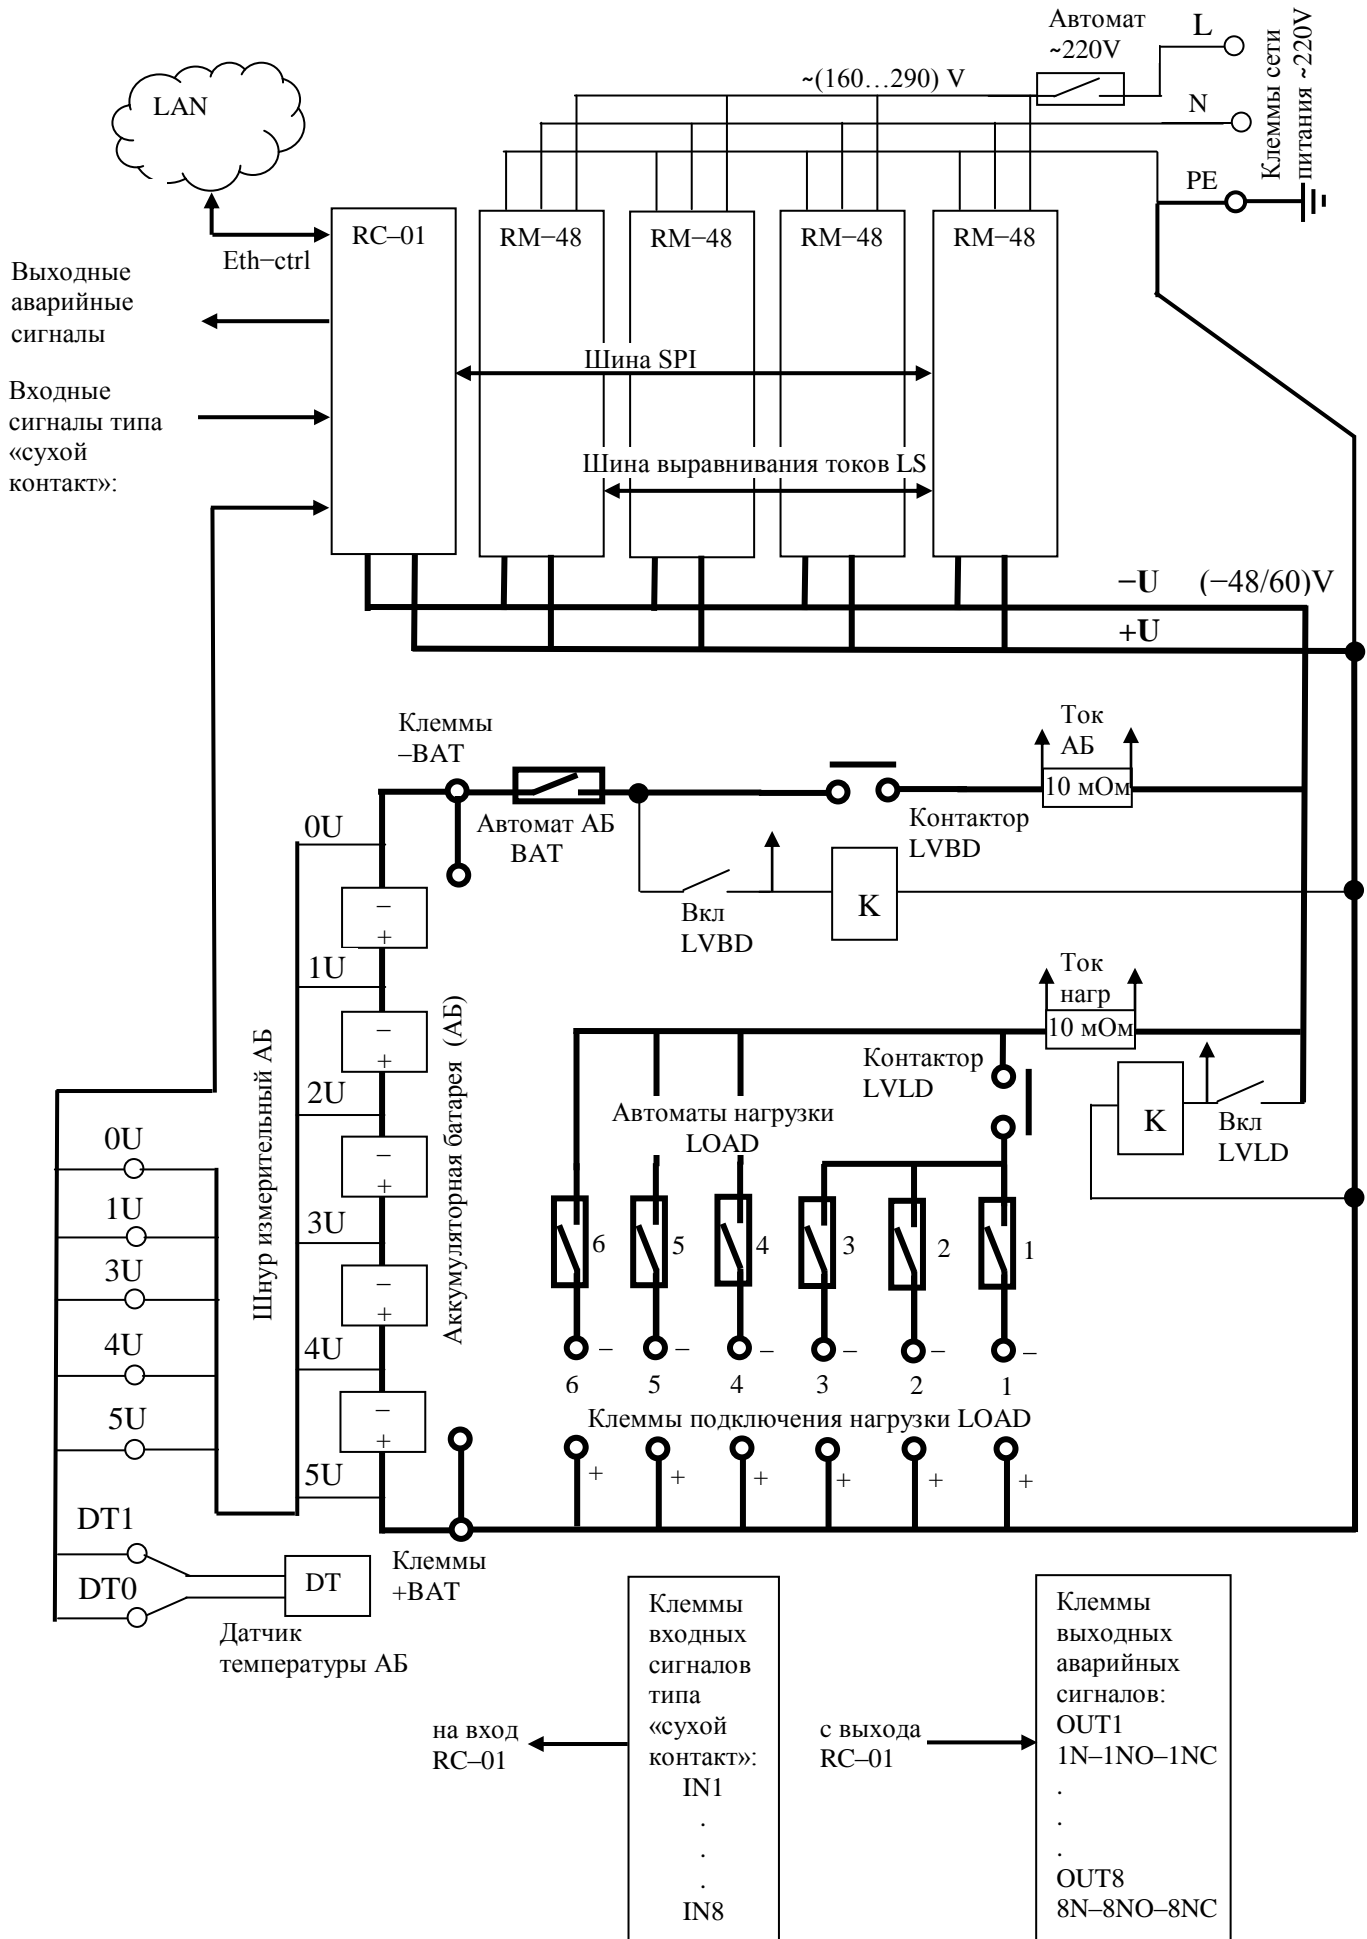 Автомат
~220V
L
~(160…290) V
N
Клеммы сети
питания ~220V
PE
LAN
Eth−ctrl
RC–01
RM−48
RM−48
RM−48
RM−48
Выходные
аварийные
сигналы
Входные
сигналы типа
«сухой
контакт»:
Шина SPI
Шина выравнивания токов LS
−U (−48/60)V
+U
Клеммы
–BAT
Ток
АБ
10 мОм
Автомат АБ
BAT
Контактор
LVBD
Вкл
LVBD
K
0U
–
+
1U
–
+
2U
–
+
3U
–
+
4U
–
+
5U
Шнур измерительный АБ
Аккумуляторная батарея (АБ)
Ток
нагр
10 мОм
Контактор
LVLD
K
Вкл
LVLD
Автоматы нагрузки
LOAD
6
5
4
3
2
1
–
–
–
–
–
–
6
5
4
3
2
1
Клеммы подключения нагрузки LOAD
+
+
+
+
+
+
0U
1U
3U
4U
5U
DT1
DT0
DT
Датчик
температуры АБ
Клеммы
+BAT
на вход
RC–01
Клеммы
входных
сигналов
типа
«сухой
контакт»:
IN1
.
.
.
IN8
с выхода
RC–01
Клеммы
выходных
аварийных
сигналов:
OUT1
1N–1NO–1NC
.
.
.
OUT8
8N–8NO–8NC